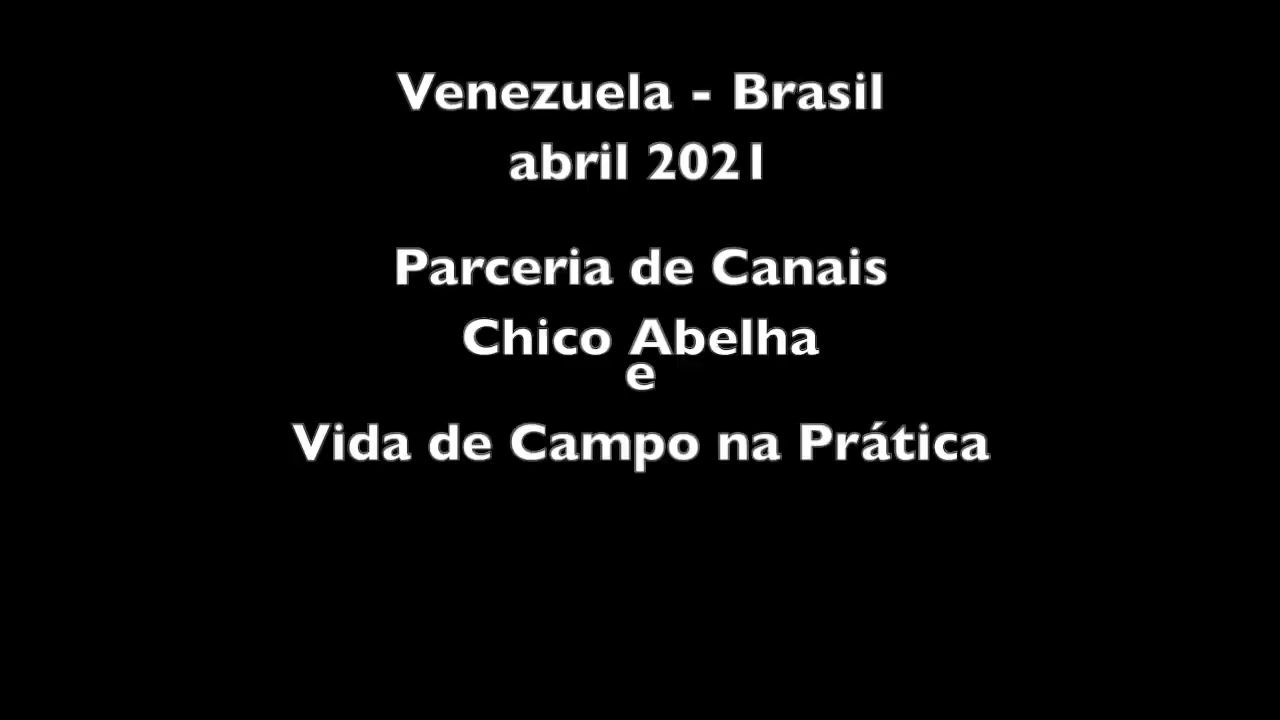 Venezuela - Brasil
abril 2021
Parceria de Canais
Chico Abelha
e
Vida de Campo na Prática